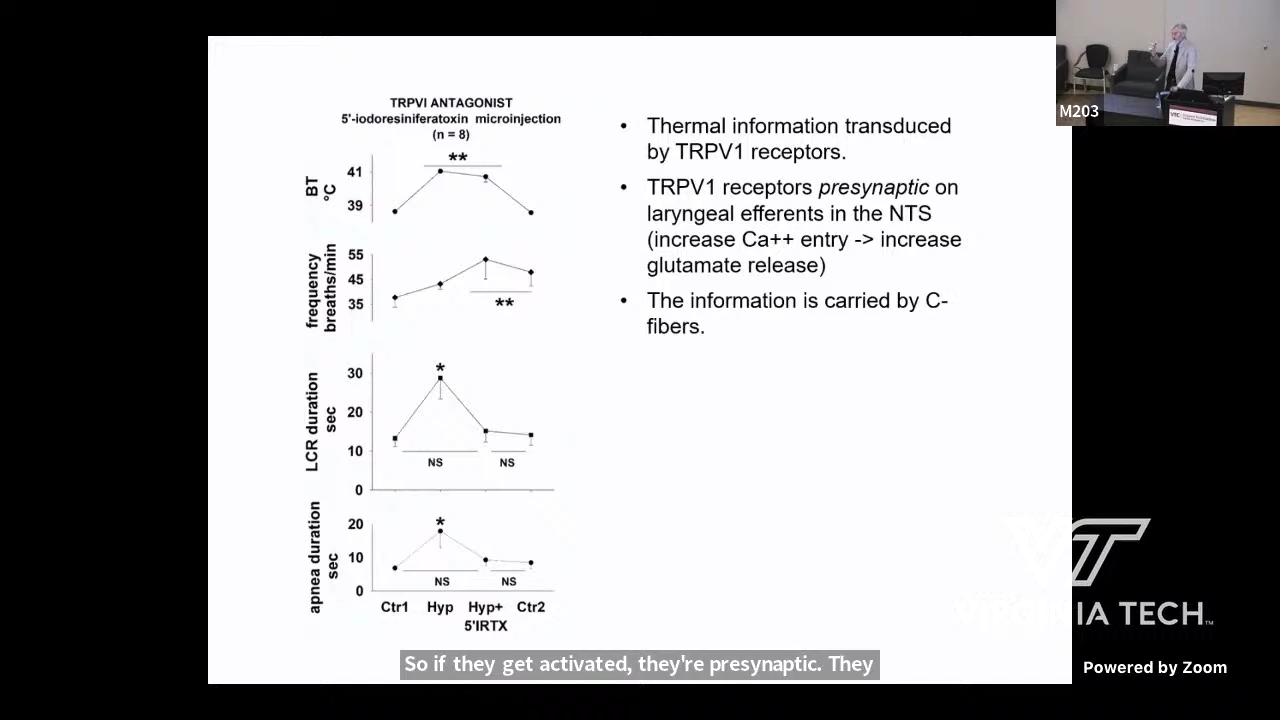 M203
TRPVI ANTAGONIST
5'-iodoresiniferatoxin microinjection
(n = 8)
**
BT
°C
41
39
frequency
breaths/min
55
45
35
**
LCR duration
sec
30
20
10
0
*
NS
NS
apnea duration
sec
20
10
0
*
NS
NS
Ctr1 Hyp Hyp+ Ctr2
5'IRTX
• Thermal information transduced
by TRPV1 receptors.
• TRPV1 receptors presynaptic on
laryngeal efferents in the NTS
(increase Ca++ entry -> increase
glutamate release)
• The information is carried by C-
fibers.
VT
VIRGINIA TECH™
Powered by Zoom
So if they get activated, they're presynaptic. They